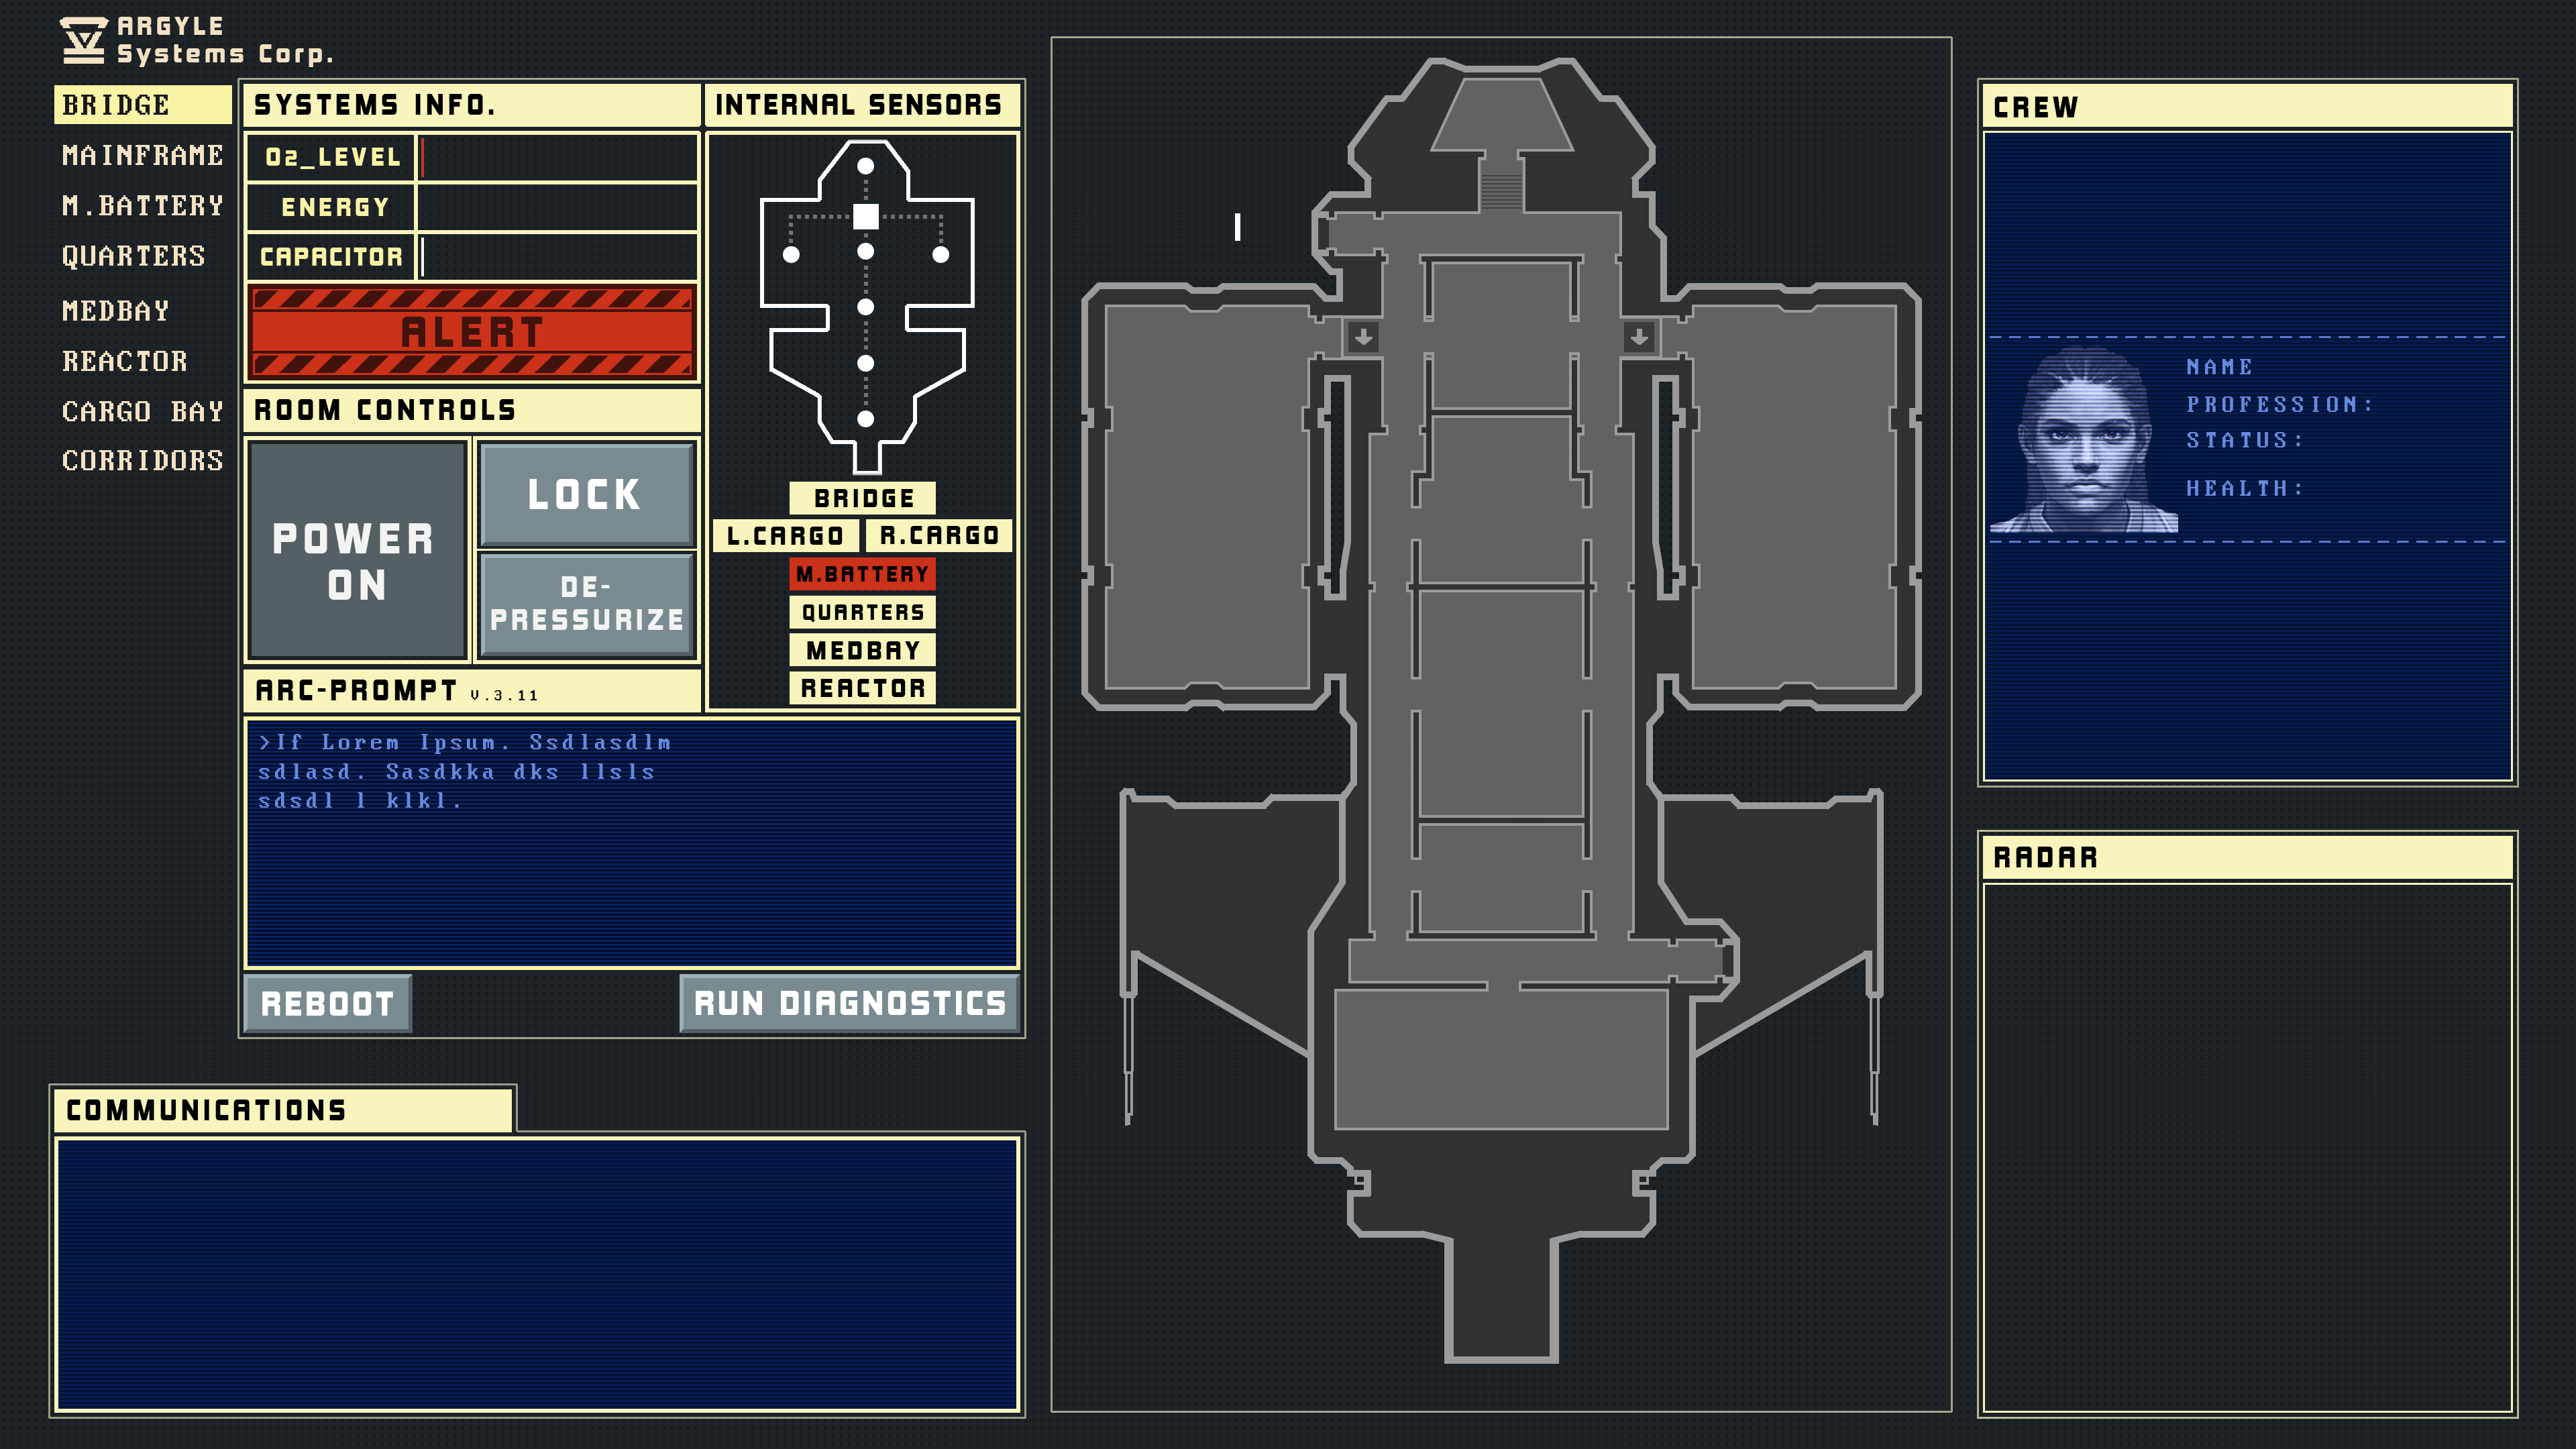 ARGYLE
Systems Corp.
BRIDGE
MAINFRAME
M.BATTERY
QUARTERS
MEDBAY
REACTOR
CARGO BAY
CORRIDORS
SYSTEMS INFO.
O2_LEVEL
ENERGY
CAPACITOR
ALERT
ROOM CONTROLS
POWER
ON
LOCK
DE-
PRESSURIZE
INTERNAL SENSORS
BRIDGE
L.CARGO
R.CARGO
M.BATTERY
QUARTERS
MEDBAY
REACTOR
ARC-PROMPT V.3.11
>If Lorem Ipsum. Ssdlasdlm
sdlasd. Sasdkka dks llsls
sdsdl l klkl.
REBOOT
RUN DIAGNOSTICS
COMMUNICATIONS
CREW
NAME
PROFESSION:
STATUS:
HEALTH:
RADAR